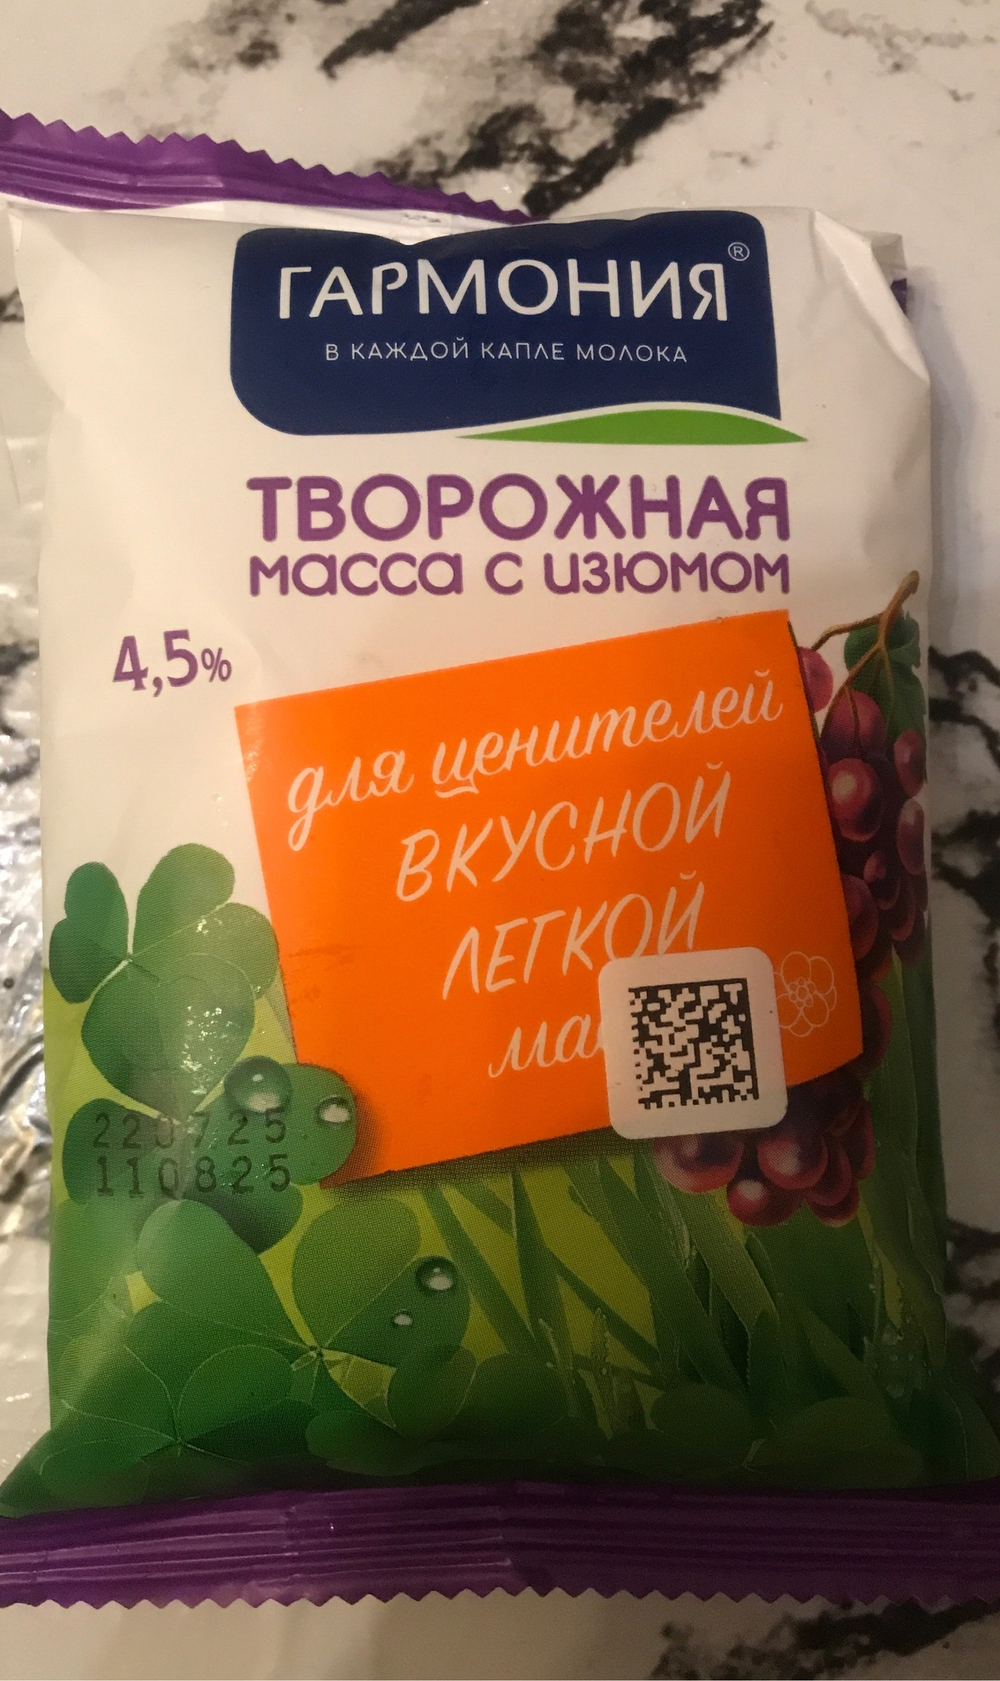 ГАРМОНИЯ®
В КАЖДОЙ КАПЛЕ МОЛОКА
ТВОРОЖНАЯ
масса с изюмом
4,5%
для ценителей
ВКУСНОЙ
ЛЕГКОЙ
220725
110825